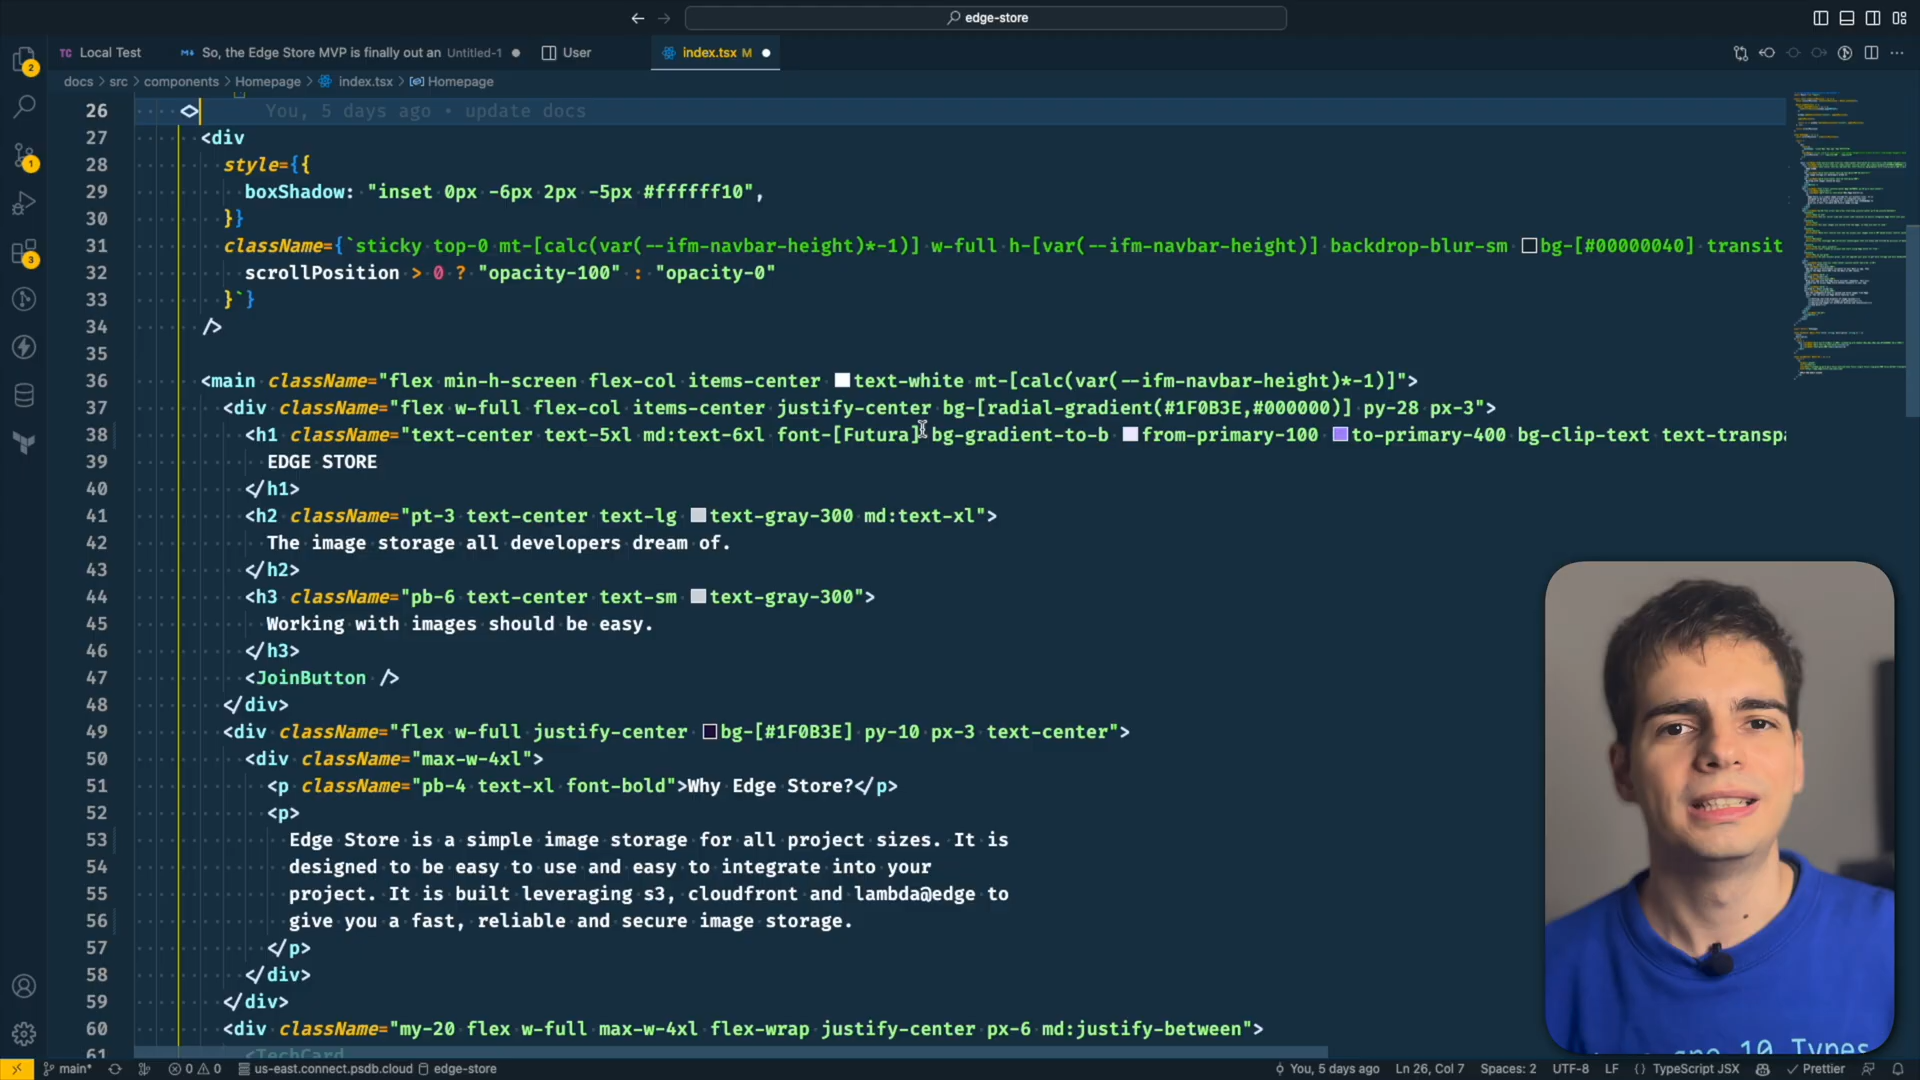 edge-store
Local Test
So, the Edge Store MVP is finally out an Untitled-1
User
index.tsx M
docs > src > components > Homepage > index.tsx > Homepage
26 <> You, 5 days ago • update docs
27 <div
28 style={{
29 boxShadow: "inset 0px -6px 2px -5px #ffffff10",
30 }}
31 className={`sticky top-0 mt-[calc(var(--ifm-navbar-height)*-1)] w-full h-[var(--ifm-navbar-height)] backdrop-blur-sm bg-[#00000040] transit
32 scrollPosition > 0 ? "opacity-100" : "opacity-0"
33 }`}
34 />
35
36 <main className="flex min-h-screen flex-col items-center text-white mt-[calc(var(--ifm-navbar-height)*-1)]">
37 <div className="flex w-full flex-col items-center justify-center bg-[radial-gradient(#1F0B3E,#000000)] py-28 px-3">
38 <h1 className="text-center text-5xl md:text-6xl font-[Futura] bg-gradient-to-b from-primary-100 to-primary-400 bg-clip-text text-transpa
39 EDGE STORE
40 </h1>
41 <h2 className="pt-3 text-center text-lg text-gray-300 md:text-xl">
42 The image storage all developers dream of.
43 </h2>
44 <h3 className="pb-6 text-center text-sm text-gray-300">
45 Working with images should be easy.
46 </h3>
47 <JoinButton />
48 </div>
49 <div className="flex w-full justify-center bg-[#1F0B3E] py-10 px-3 text-center">
50 <div className="max-w-4xl">
51 <p className="pb-4 text-xl font-bold">Why Edge Store?</p>
52 <p>
53 Edge Store is a simple image storage for all project sizes. It is
54 designed to be easy to use and easy to integrate into your
55 project. It is built leveraging s3, cloudfront and lambda@edge to
56 give you a fast, reliable and secure image storage.
57 </p>
58 </div>
59 </div>
60 <div className="my-20 flex w-full max-w-4xl flex-wrap justify-center px-6 md:justify-between">
61 <TechCard
2
1
3
10 Types
main* 0 0 us-east.connect.psdb.cloud edge-store You, 5 days ago Ln 26, Col 7 Spaces: 2 UTF-8 LF {} TypeScript JSX Prettier